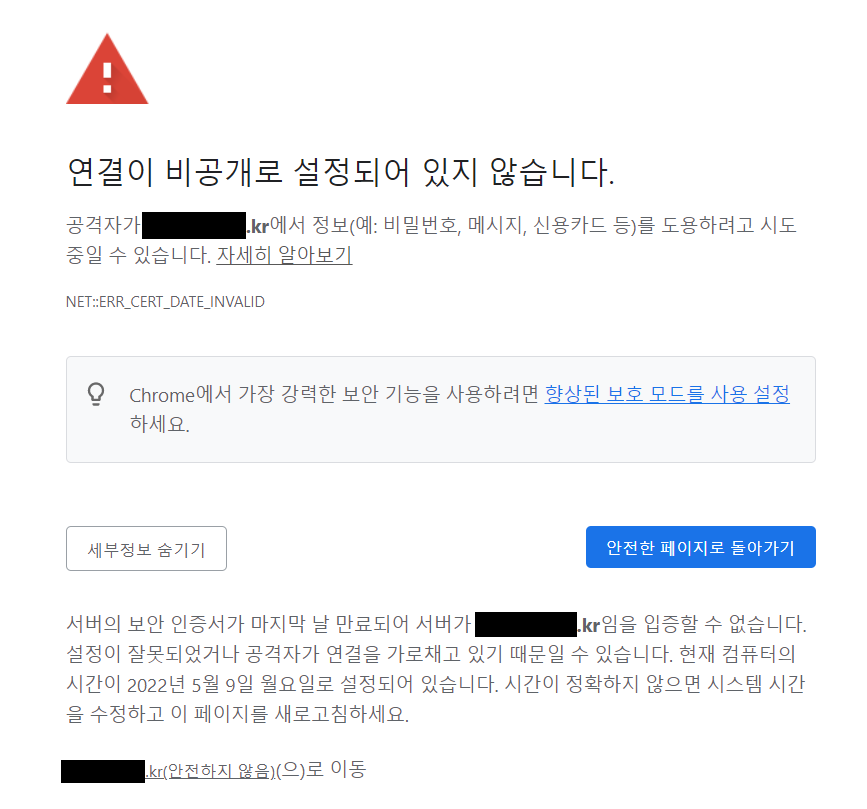 연결이 비공개로 설정되어 있지 않습니다.
공격자가 .kr에서 정보(예: 비밀번호, 메시지, 신용카드 등)를 도용하려고 시도
중일 수 있습니다. 자세히 알아보기
NET::ERR_CERT_DATE_INVALID
Chrome에서 가장 강력한 보안 기능을 사용하려면 향상된 보호 모드를 사용 설정
하세요.
세부정보 숨기기
안전한 페이지로 돌아가기
서버의 보안 인증서가 마지막 날 만료되어 서버가 .kr임을 입증할 수 없습니다.
설정이 잘못되었거나 공격자가 연결을 가로채고 있기 때문일 수 있습니다. 현재 컴퓨터의
시간이 2022년 5월 9일 월요일로 설정되어 있습니다. 시간이 정확하지 않으면 시스템 시간
을 수정하고 이 페이지를 새로고침하세요.
.kr(안전하지 않음)(으)로 이동